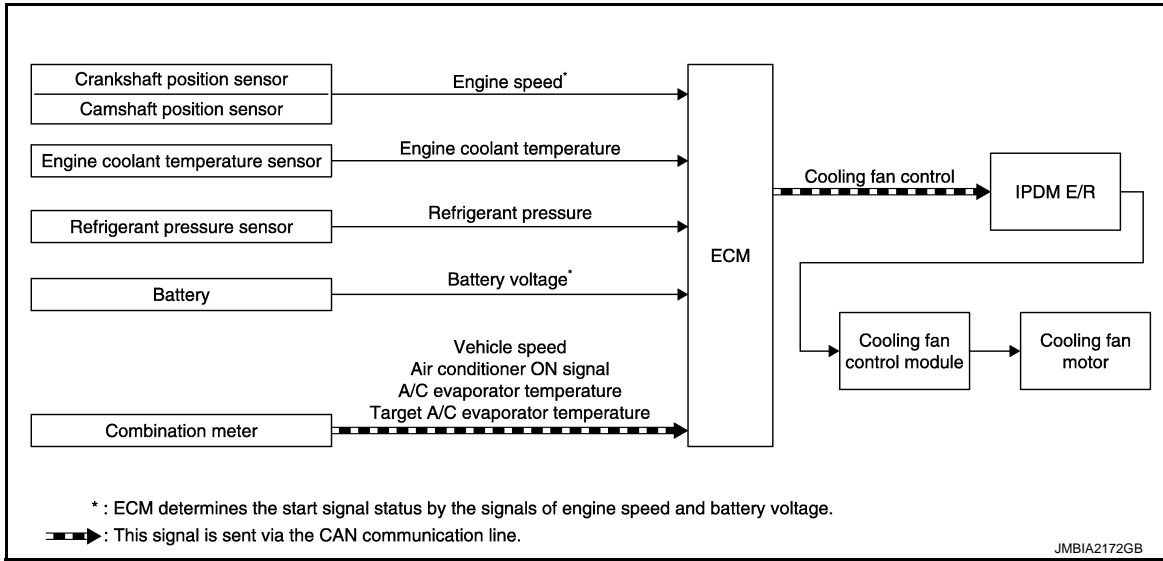 Crankshaft position sensor
Camshaft position sensor
Engine speed*
Engine coolant temperature sensor
Engine coolant temperature
Refrigerant pressure sensor
Refrigerant pressure
Battery
Battery voltage*
Combination meter
Vehicle speed
Air conditioner ON signal
A/C evaporator temperature
Target A/C evaporator temperature
ECM
Cooling fan control
IPDM E/R
Cooling fan
control module
Cooling fan
motor
* : ECM determines the start signal status by the signals of engine speed and battery voltage.
: This signal is sent via the CAN communication line.
JMBIA2172GB